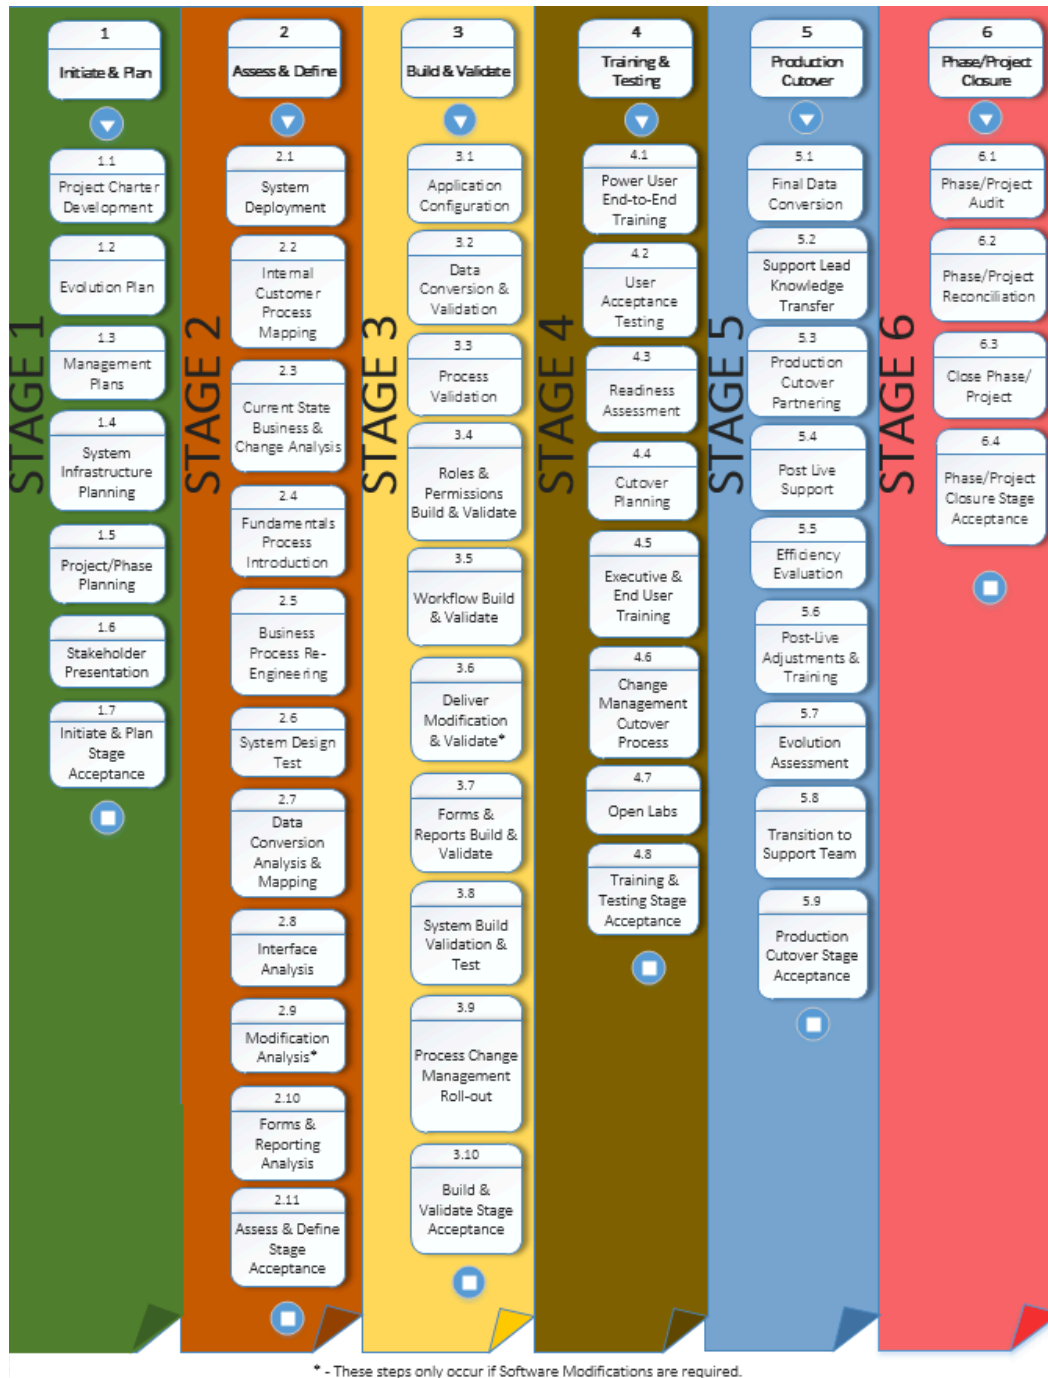 STAGE 1
1
Initiate & Plan
1.1
Project Charter
Development
1.2
Evolution Plan
1.3
Management
Plans
1.4
System
Infrastructure
Planning
1.5
Project/Phase
Planning
1.6
Stakeholder
Presentation
1.7
Initiate & Plan
Stage
Acceptance
STAGE 2
2
Assess & Define
2.1
System
Deployment
2.2
Internal
Customer
Process
Mapping
2.3
Current State
Business &
Change Analysis
2.4
Fundamentals
Process
Introduction
2.5
Business
Process Re-
Engineering
2.6
System Design
Test
2.7
Data
Conversion
Analysis &
Mapping
2.8
Interface
Analysis
2.9
Modification
Analysis*
2.10
Forms &
Reporting
Analysis
2.11
Assess & Define
Stage
Acceptance
STAGE 3
3
Build & Validate
3.1
Application
Configuration
3.2
Data
Conversion &
Validation
3.3
Process
Validation
3.4
Roles &
Permissions
Build & Validate
3.5
Workflow Build
& Validate
3.6
Deliver
Modification
& Validate*
3.7
Forms &
Reports Build &
Validate
3.8
System Build
Validation &
Test
3.9
Process Change
Management
Roll-out
3.10
Build &
Validate Stage
Acceptance
STAGE 4
4
Training &
Testing
4.1
Power User
End-to-End
Training
4.2
User
Acceptance
Testing
4.3
Readiness
Assessment
4.4
Cutover
Planning
4.5
Executive &
End User
Training
4.6
Change
Management
Cutover
Process
4.7
Open Labs
4.8
Training &
Testing Stage
Acceptance
STAGE 5
5
Production
Cutover
5.1
Final Data
Conversion
5.2
Support Lead
Knowledge
Transfer
5.3
Production
Cutover
Partnering
5.4
Post Live
Support
5.5
Efficiency
Evaluation
5.6
Post-Live
Adjustments &
Training
5.7
Evolution
Assessment
5.8
Transition to
Support Team
5.9
Production
Cutover Stage
Acceptance
STAGE 6
6
Phase/Project
Closure
6.1
Phase/Project
Audit
6.2
Phase/Project
Reconciliation
6.3
Close Phase/
Project
6.4
Phase/Project
Closure Stage
Acceptance
* - These steps only occur if Software Modifications are required.